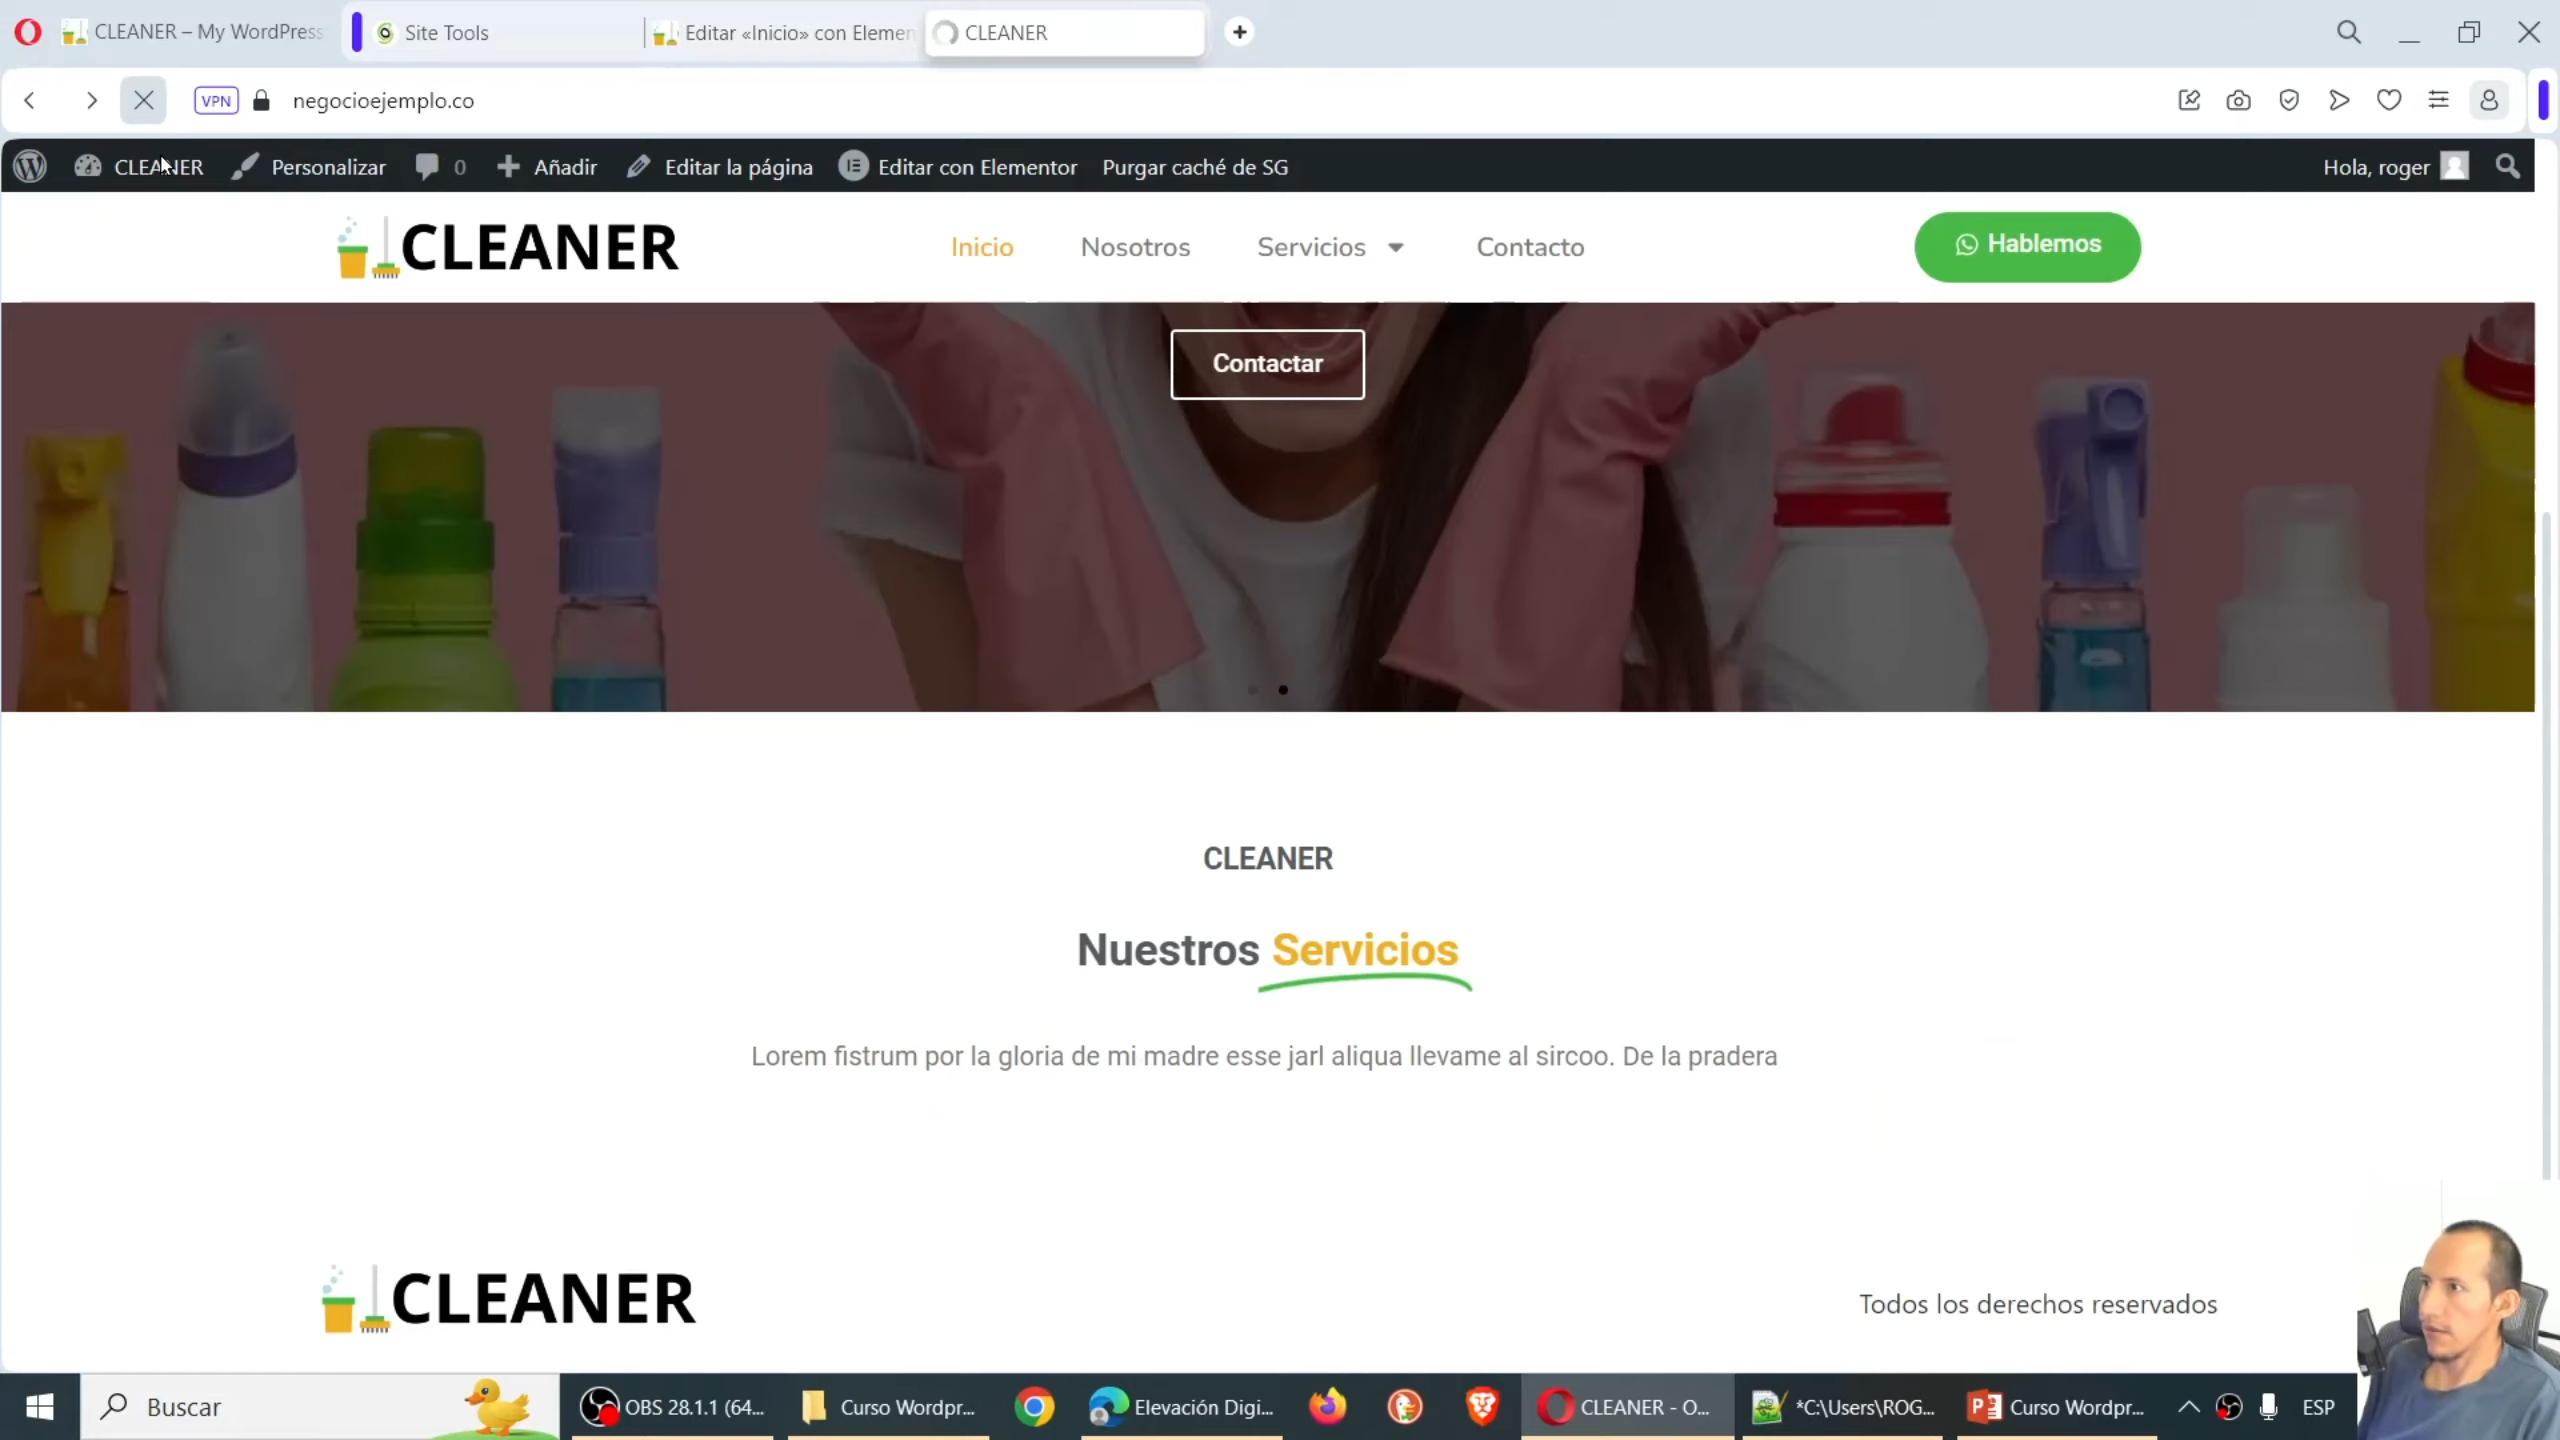 CLEANER – My WordPress
Site Tools
Editar «Inicio» con Elemen
CLEANER
VPN
negocioejemplo.co
CLEANER
Personalizar
0
Añadir
Editar la página
Editar con Elementor
Purgar caché de SG
Hola, roger
CLEANER
Inicio
Nosotros
Servicios
Contacto
Hablemos
Contactar
CLEANER
Nuestros Servicios
Lorem fistrum por la gloria de mi madre esse jarl aliqua llevame al sircoo. De la pradera
CLEANER
Todos los derechos reservados
Buscar
OBS 28.1.1 (64...
Curso Wordpr...
Elevación Digi...
CLEANER - O...
*C:\Users\ROG...
Curso Wordpr...
ESP